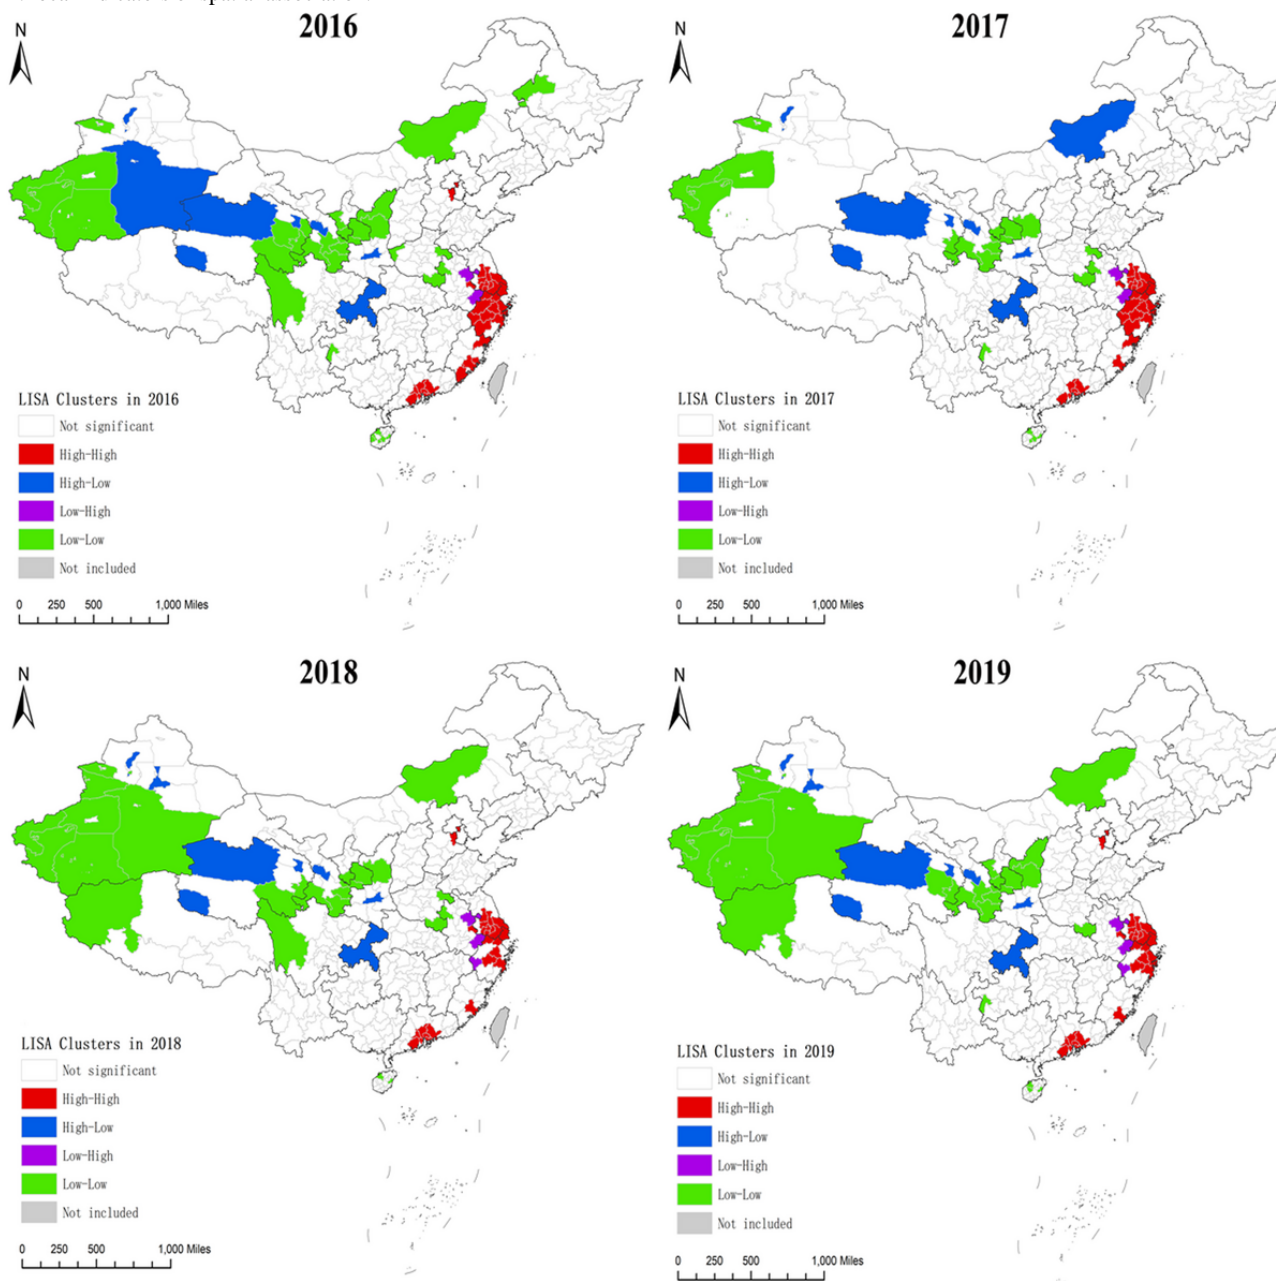 2016
N
LISA Clusters in 2016
Not significant
High-High
High-Low
Low-High
Low-Low
Not included
0 250 500 1,000 Miles
2017
N
LISA Clusters in 2017
Not significant
High-High
High-Low
Low-High
Low-Low
Not included
0 250 500 1,000 Miles
2018
N
LISA Clusters in 2018
Not significant
High-High
High-Low
Low-High
Low-Low
Not included
0 250 500 1,000 Miles
2019
N
LISA Clusters in 2019
Not significant
High-High
High-Low
Low-High
Low-Low
Not included
0 250 500 1,000 Miles